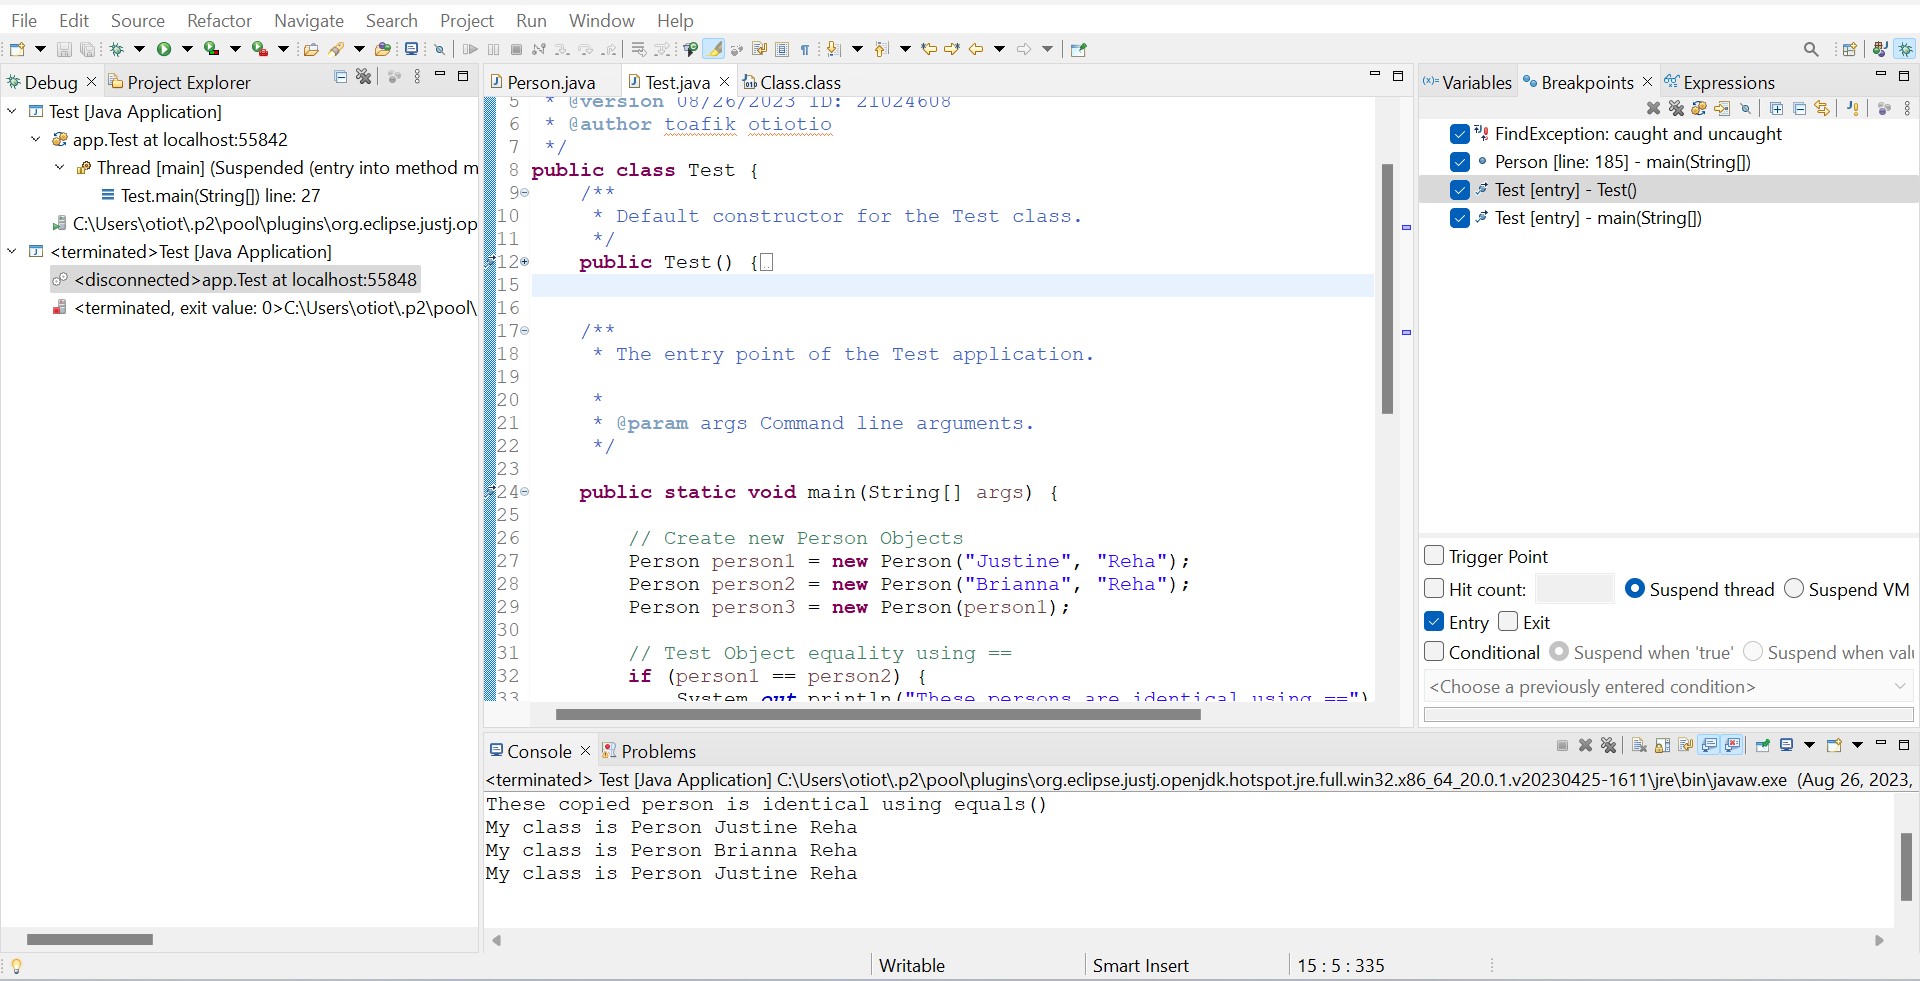 File Edit Source Refactor Navigate Search Project Run Window Help
Debug Project Explorer
Test [Java Application]
app.Test at localhost:55842
Thread [main] (Suspended (entry into method m
Test.main(String[]) line: 27
C:\Users\otiot\.p2\pool\plugins\org.eclipse.justj.op
<terminated>Test [Java Application]
<disconnected>app.Test at localhost:55848
<terminated, exit value: 0>C:\Users\otiot\.p2\pool\
Person.java Test.java Class.class
5 * @version 08/26/2023 ID: 21024608
6 * @author toafik otiotio
7 */
8 public class Test {
9 /**
10 * Default constructor for the Test class.
11 */
12 public Test() {
15
16
17 /**
18 * The entry point of the Test application.
19
20 *
21 * @param args Command line arguments.
22 */
23
24 public static void main(String[] args) {
25
26 // Create new Person Objects
27 Person person1 = new Person("Justine", "Reha");
28 Person person2 = new Person("Brianna", "Reha");
29 Person person3 = new Person(person1);
30
31 // Test Object equality using ==
32 if (person1 == person2) {
33 System.out.println("These persons are identical using ==")
(x)= Variables Breakpoints Expressions
FindException: caught and uncaught
Person [line: 185] - main(String[])
Test [entry] - Test()
Test [entry] - main(String[])
Trigger Point
Hit count: Suspend thread Suspend VM
Entry Exit
Conditional Suspend when 'true' Suspend when valu
<Choose a previously entered condition>
Console Problems
<terminated> Test [Java Application] C:\Users\otiot\.p2\pool\plugins\org.eclipse.justj.openjdk.hotspot.jre.full.win32.x86_64_20.0.1.v20230425-1611\jre\bin\javaw.exe (Aug 26, 2023,
These copied person is identical using equals()
My class is Person Justine Reha
My class is Person Brianna Reha
My class is Person Justine Reha
Writable Smart Insert 15 : 5 : 335